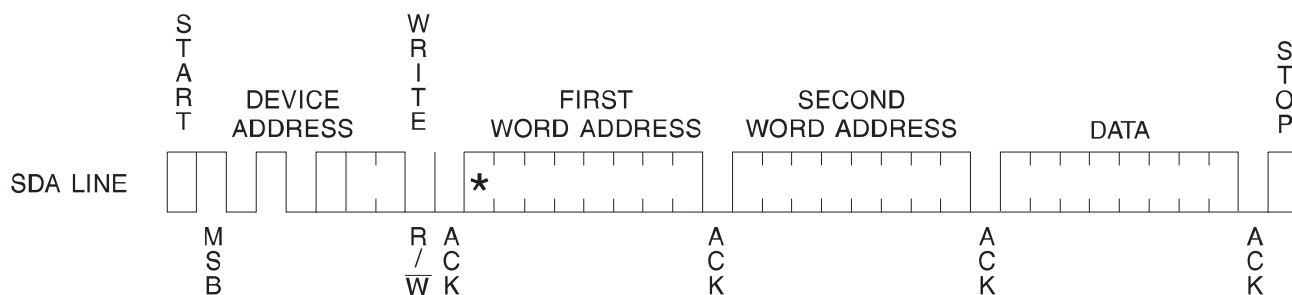 START
WRITE
STOP
DEVICE
ADDRESS
FIRST
WORD ADDRESS
SECOND
WORD ADDRESS
DATA
SDA LINE
*
MSB
R/W̅
ACK
ACK
ACK
ACK